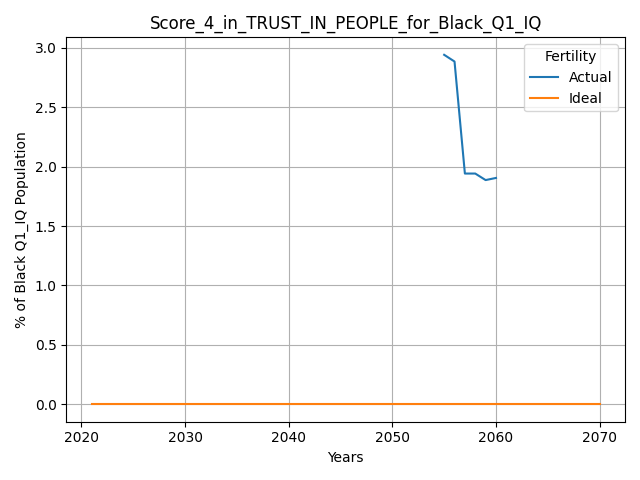 Score_4_in_TRUST_IN_PEOPLE_for_Black_Q1_IQ
Fertility
Actual
Ideal
% of Black Q1_IQ Population
3.0
2.5
2.0
1.5
1.0
0.5
0.0
2020 2030 2040 2050 2060 2070
Years